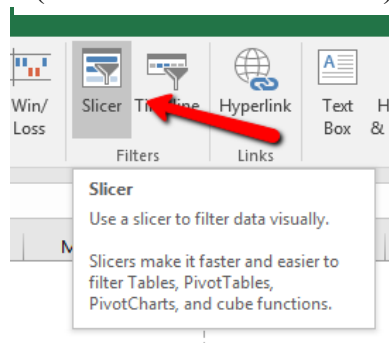 Win/ Slicer Timeline Hyperlink Text H
Loss Box &
Filters Links
Slicer
Use a slicer to filter data visually.
M
Slicers make it faster and easier to
filter Tables, PivotTables,
PivotCharts, and cube functions.